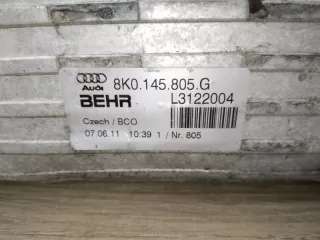 Audi 8K0.145.805.G
BEHR L3122004
Czech / BCO
07.06.11 10:39 1 / Nr. 805